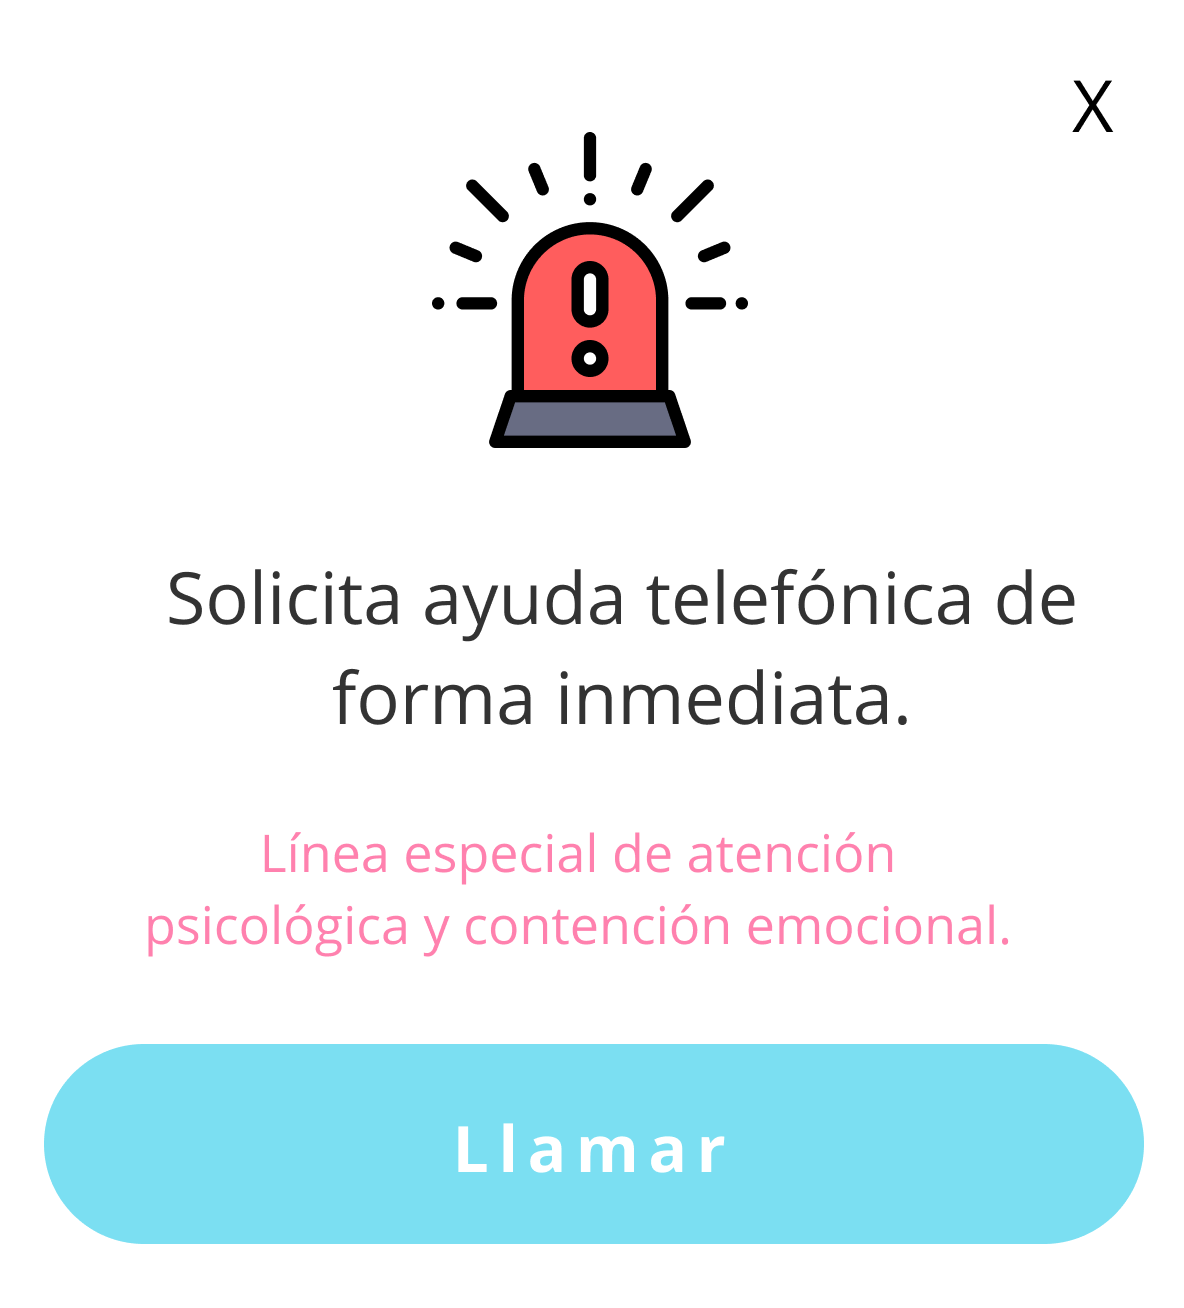 X
Solicita ayuda telefónica de
forma inmediata.
Línea especial de atención
psicológica y contención emocional.
Llamar